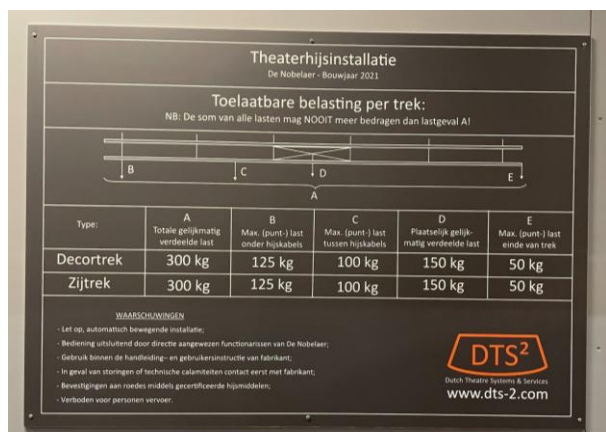 Theaterhijsinstallatie
De Nobelaer - Bouwjaar 2021
Toelaatbare belasting per trek:
NB: De som van alle lasten mag NOOIT meer bedragen dan lastgeval A!
B C D E
A
Type: A B C D E
Totale gelijkmatig Max. (punt-) last Max. (punt-) last Plaatselijk gelijk- Max. (punt-) last
verdeelde last onder hijskabels tussen hijskabels matig verdeelde last einde van trek
Decortrek 300 kg 125 kg 100 kg 150 kg 50 kg
Zijtrek 300 kg 125 kg 100 kg 150 kg 50 kg
WAARSCHUWINGEN
- Let op, automatisch bewegende installatie;
- Bediening uitsluitend door directie aangewezen functionarissen van De Nobelaer;
- Gebruik binnen de handleiding– en gebruikersinstructie van fabrikant;
- In geval van storingen of technische calamiteiten contact eerst met fabrikant;
- Bevestigingen aan roedes middels gecertificeerde hijsmiddelen;
- Verboden voor personen vervoer.
DTS²
Dutch Theatre Systems & Services
www.dts-2.com